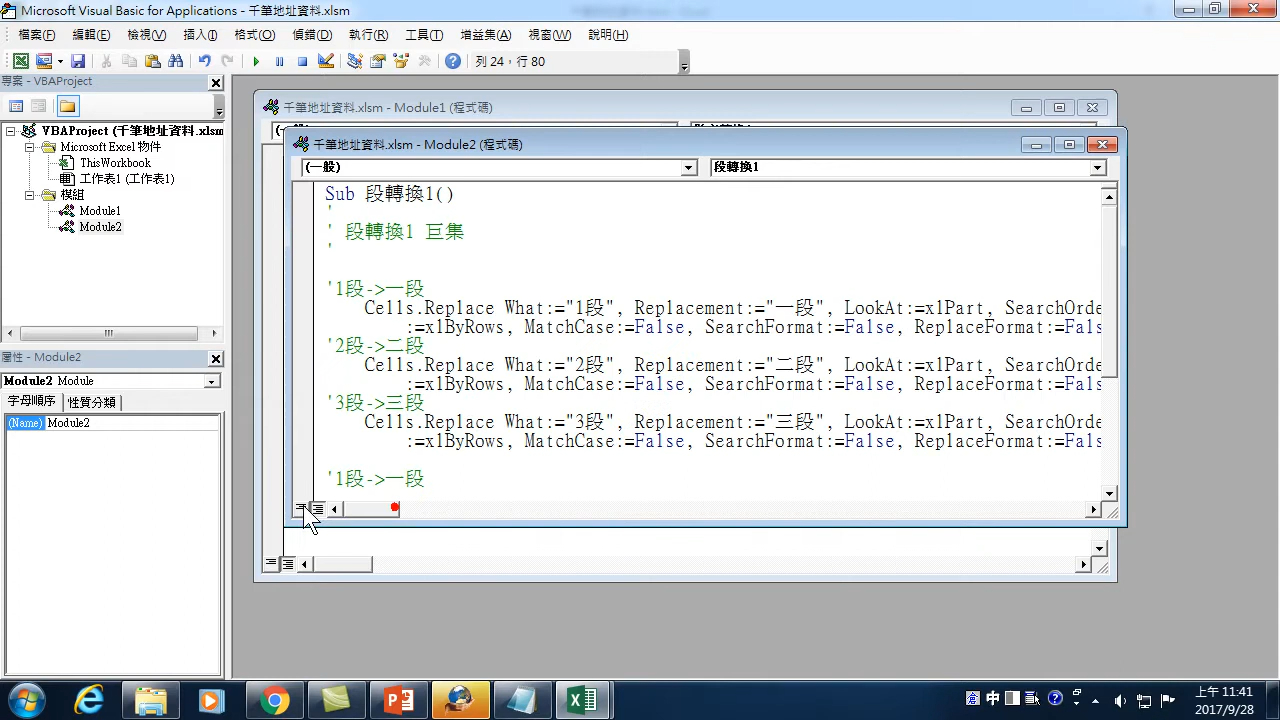 Microsoft Visual Basic for Applications - 千筆地址資料.xlsm
檔案(F) 編輯(E) 檢視(V) 插入(I) 格式(O) 偵錯(D) 執行(R) 工具(T) 增益集(A) 視窗(W) 說明(H)
列 24，行 80
專案 - VBAProject
VBAProject (千筆地址資料.xlsm
Microsoft Excel 物件
ThisWorkbook
工作表1 (工作表1)
模組
Module1
Module2
屬性 - Module2
Module2 Module
字母順序 性質分類
(Name) Module2
千筆地址資料.xlsm - Module1 (程式碼)
千筆地址資料.xlsm - Module2 (程式碼)
(一般) 段轉換1
Sub 段轉換1()
'
' 段轉換1 巨集
'
'1段->一段
Cells.Replace What:="1段", Replacement:="一段", LookAt:=xlPart, SearchOrde
:=xlByRows, MatchCase:=False, SearchFormat:=False, ReplaceFormat:=Fals
'2段->二段
Cells.Replace What:="2段", Replacement:="二段", LookAt:=xlPart, SearchOrde
:=xlByRows, MatchCase:=False, SearchFormat:=False, ReplaceFormat:=Fals
'3段->三段
Cells.Replace What:="3段", Replacement:="三段", LookAt:=xlPart, SearchOrde
:=xlByRows, MatchCase:=False, SearchFormat:=False, ReplaceFormat:=Fals
'1段->一段
中
上午 11:41
2017/9/28